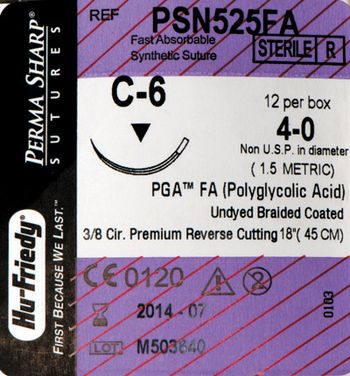 REF PSN525FA
Fast Absorbable
Synthetic Suture
STERILE R
C-6
12 per box
4-0
Non U.S.P. in diameter
(1.5 METRIC)
PGA™ FA (Polyglycolic Acid)
Undyed Braided Coated
3/8 Cir. Premium Reverse Cutting 18" (45 CM)
CE 0120
2
2014-07
LOT M503640
0103
PERMA SHARP®
SUTURES
Hu-Friedy®
FIRST BECAUSE WE LAST.™